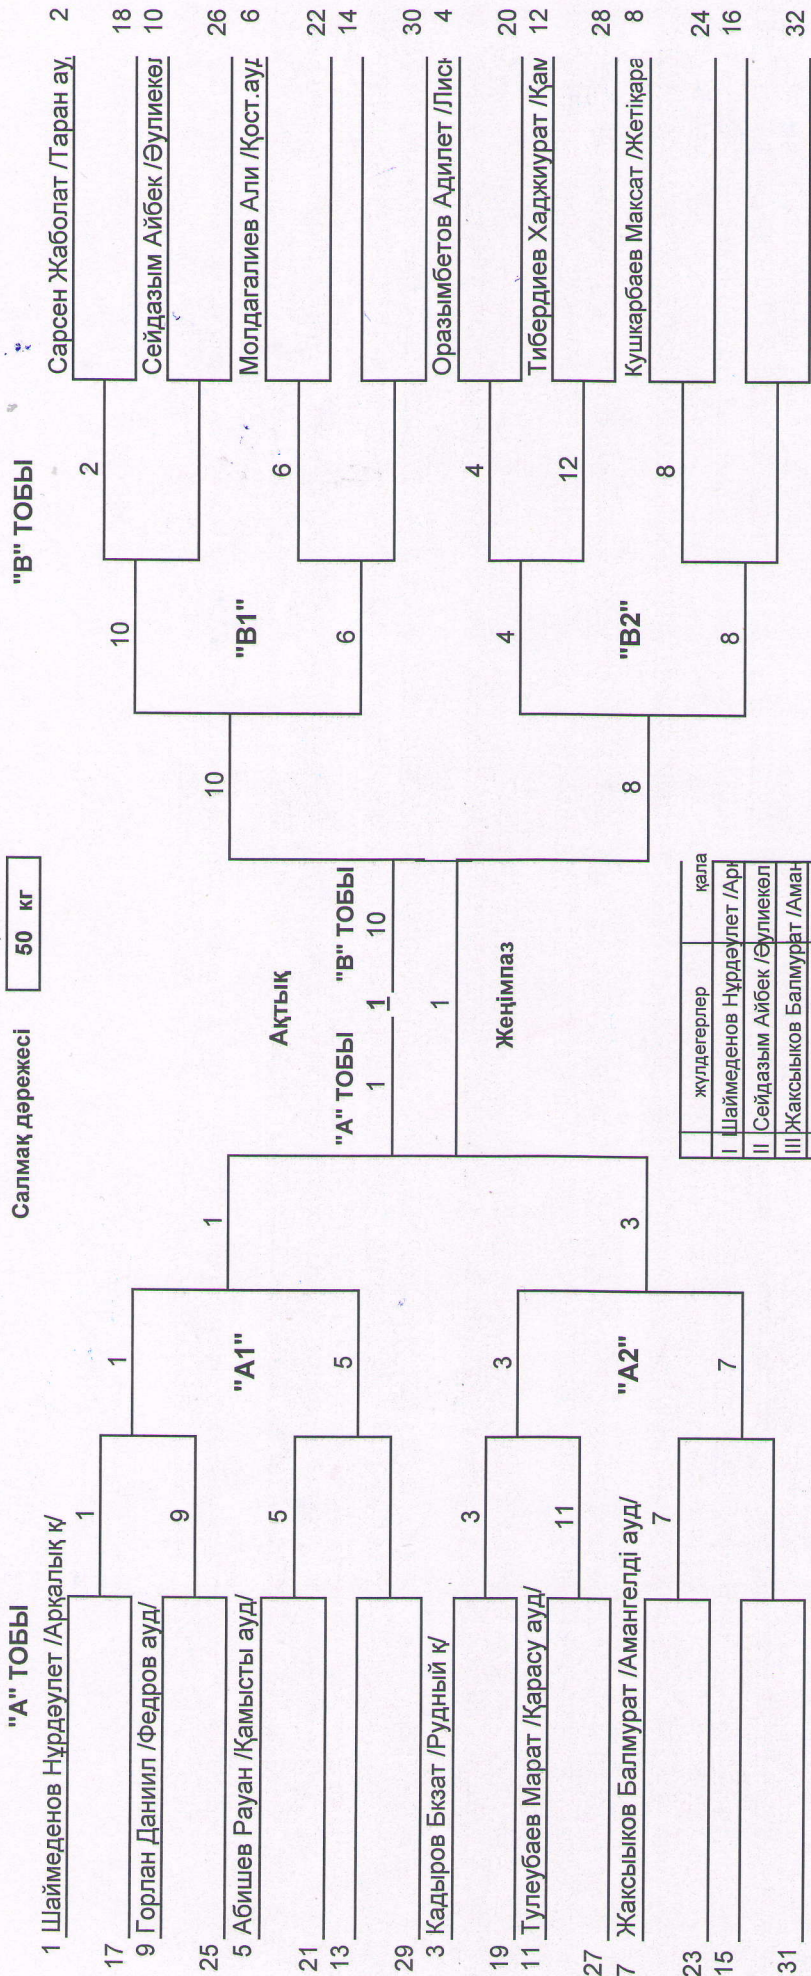 Салмақ дәрежесі 50 кг
"А" ТОБЫ
"В" ТОБЫ
1 Шаймеденов Нұрдәулет /Арқалық қ/
17
9 Горлан Даниил /Федров ауд/
25
5 Абишев Рауан /Қамысты ауд/
21
13
29
3 Кадыров Бкзат /Рудный қ/
19
11 Тулеубаев Марат /Қарасу ауд/
27
7 Жаксыыков Балмурат /Амангелді ауд/
23
15
31
1
9
5
3
11
7
1
"А1"
5
3
"А2"
7
1
3
Ақтық
"А" ТОБЫ 1 "В" ТОБЫ
1 10
1
Жеңімпаз
10
8
10
"В1"
6
4
"В2"
8
2
6
4
12
8
Сарсен Жаболат /Таран ау 2
18
Сейдазым Айбек /Әулиекөл 10
26
Молдагалиев Али /Қост.ауд 6
22
14
30
Оразымбетов Адилет /Лис 4
20
Тибердиев Хаджиурат /Қам 12
28
Кушкарбаев Максат /Жетіқара 8
24
16
32
жүлдегерлер қала
I Шаймеденов Нұрдәулет /Арқ
II Сейдазым Айбек /Әулиекөл
III Жаксыыков Балмурат /Аман